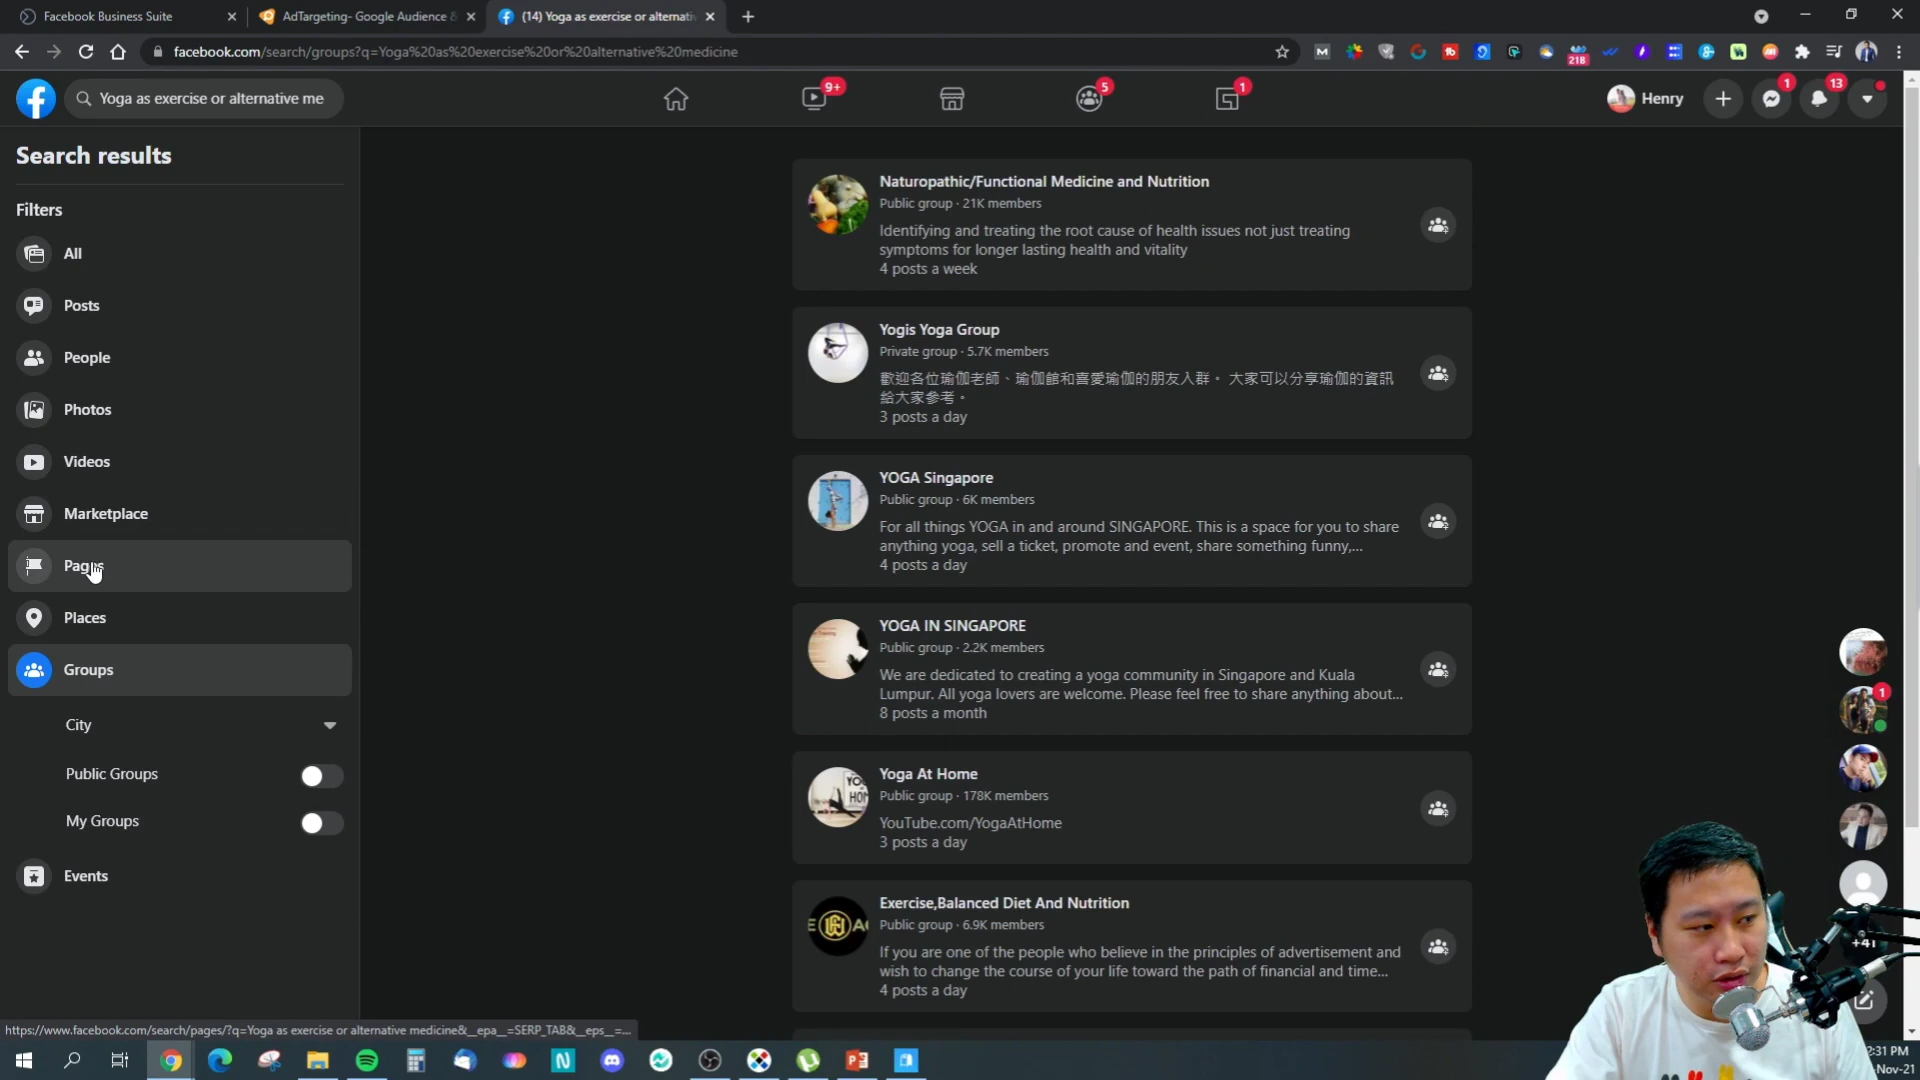 Facebook Business Suite
AdTargeting- Google Audience &
(14) Yoga as exercise or alternati
facebook.com/search/groups?q=Yoga%20as%20exercise%20or%20alternative%20medicine
218
Yoga as exercise or alternative me
9+
5
1
Henry
1
13
Search results
Filters
All
Posts
People
Photos
Videos
Marketplace
Pages
Places
Groups
City
Public Groups
My Groups
Events
Naturopathic/Functional Medicine and Nutrition
Public group · 21K members
Identifying and treating the root cause of health issues not just treating
symptoms for longer lasting health and vitality
4 posts a week
Yogis Yoga Group
Private group · 5.7K members
歡迎各位瑜伽老師、瑜伽館和喜愛瑜伽的朋友入群。 大家可以分享瑜伽的資訊
給大家參考。
3 posts a day
YOGA Singapore
Public group · 6K members
For all things YOGA in and around SINGAPORE. This is a space for you to share
anything yoga, sell a ticket, promote and event, share something funny,...
4 posts a day
YOGA IN SINGAPORE
Public group · 2.2K members
We are dedicated to creating a yoga community in Singapore and Kuala
Lumpur. All yoga lovers are welcome. Please feel free to share anything about...
8 posts a month
Yoga At Home
Public group · 178K members
YouTube.com/YogaAtHome
3 posts a day
Exercise,Balanced Diet And Nutrition
Public group · 6.9K members
If you are one of the people who believe in the principles of advertisement and
wish to change the course of your life toward the path of financial and time...
4 posts a day
1
+41
https://www.facebook.com/search/pages/?q=Yoga as exercise or alternative medicine&__epa__=SERP_TAB&__eps__=...
2:31 PM
-Nov-21